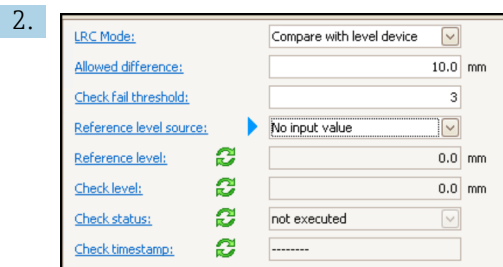 2.
LRC Mode: Compare with level device
Allowed difference: 10.0 mm
Check fail threshold: 3
Reference level source: No input value
Reference level: 0.0 mm
Check level: 0.0 mm
Check status: not executed
Check timestamp: --------